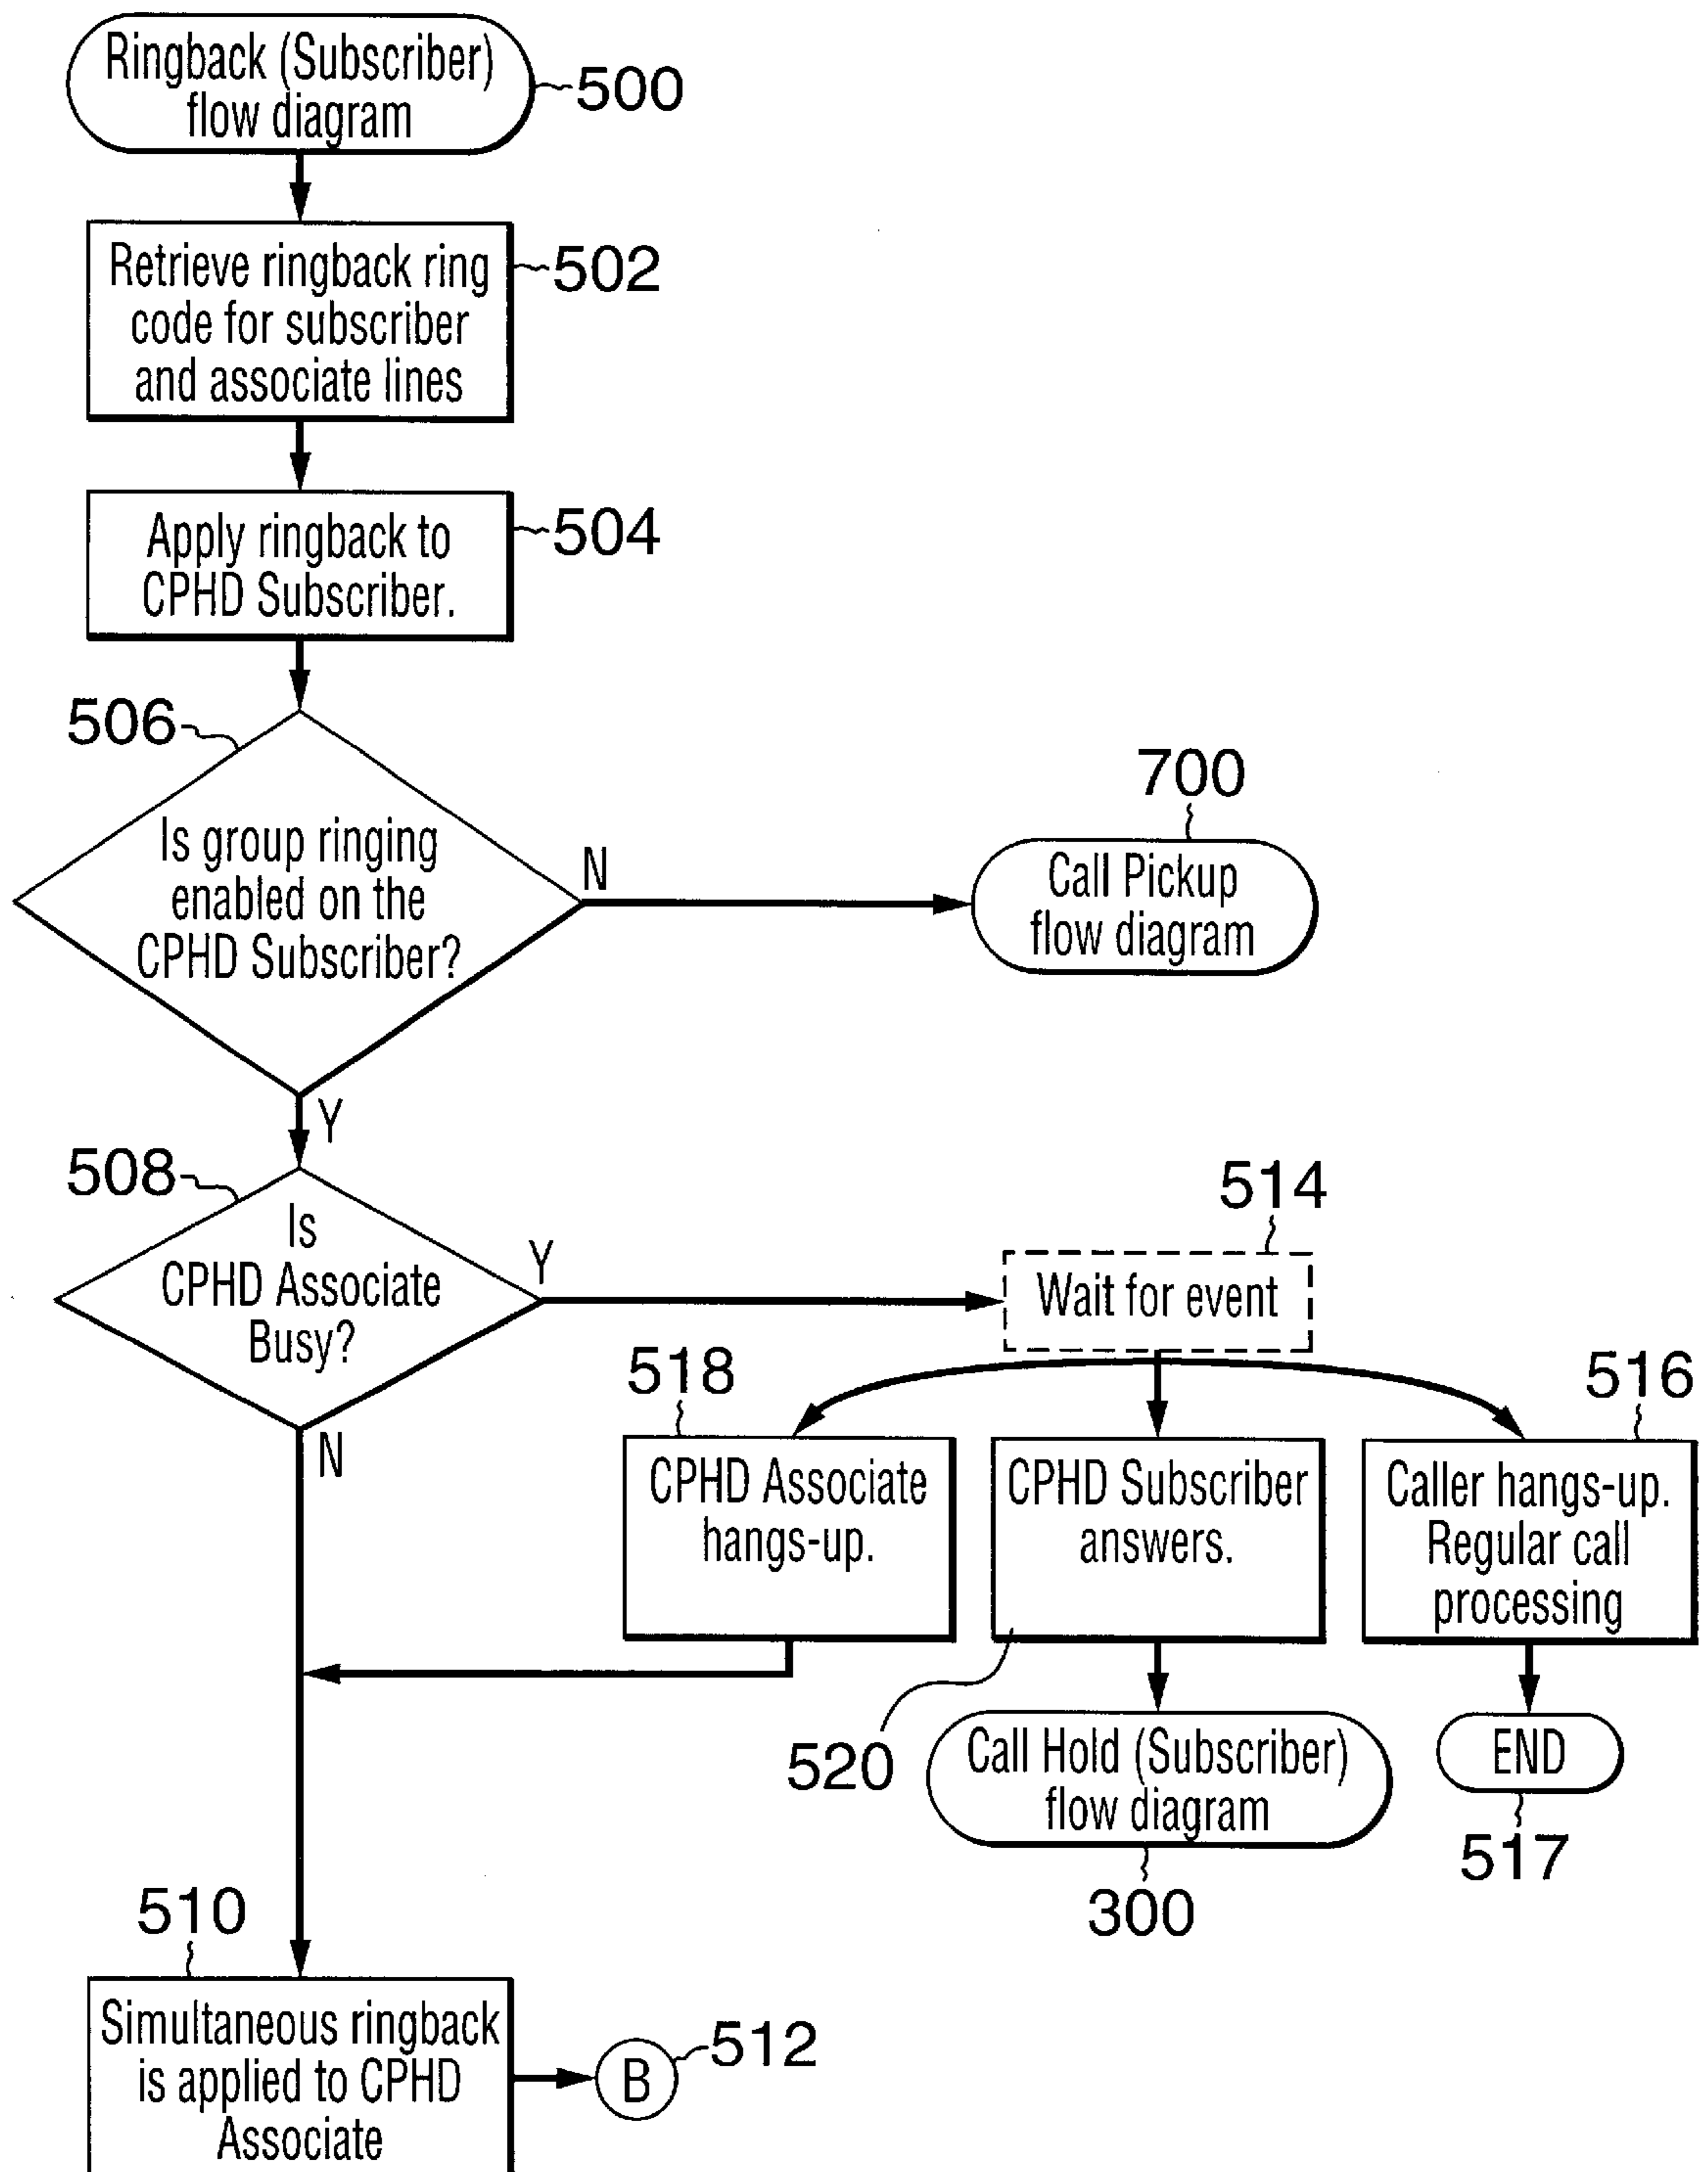 Ringback (Subscriber)
flow diagram
500
Retrieve ringback ring
code for subscriber
and associate lines
502
Apply ringback to
CPHD Subscriber.
504
506
Is group ringing
enabled on the
CPHD Subscriber?
N
700
Call Pickup
flow diagram
Y
508
Is
CPHD Associate
Busy?
Y
514
Wait for event
N
518
CPHD Associate
hangs-up.
CPHD Subscriber
answers.
516
Caller hangs-up.
Regular call
processing
520
Call Hold (Subscriber)
flow diagram
300
END
517
510
Simultaneous ringback
is applied to CPHD
Associate
B
512